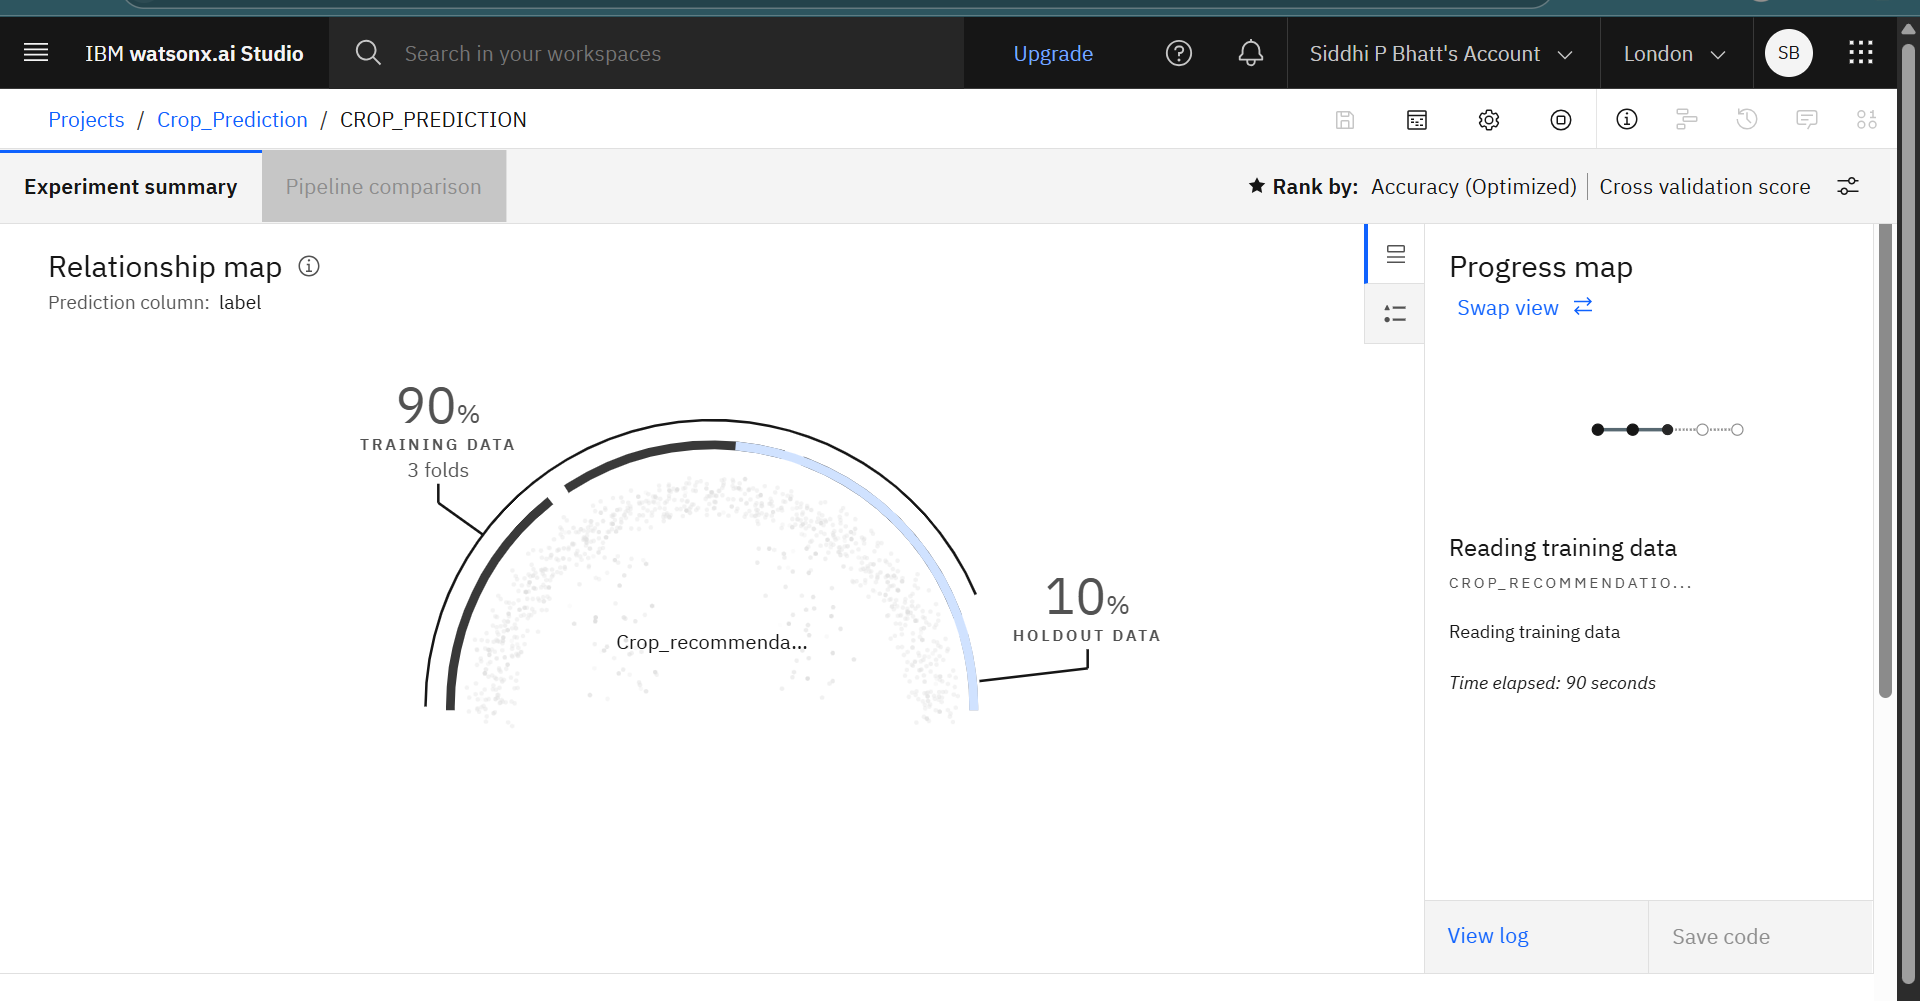 IBM watsonx.ai Studio
Search in your workspaces
Upgrade
Siddhi P Bhatt's Account
London
SB
Projects / Crop_Prediction / CROP_PREDICTION
Experiment summary
Pipeline comparison
Rank by: Accuracy (Optimized) | Cross validation score
Relationship map
Prediction column: label
90%
TRAINING DATA
3 folds
10%
HOLDOUT DATA
Crop_recommenda...
Progress map
Swap view
Reading training data
CROP_RECOMMENDATIO...
Reading training data
Time elapsed: 90 seconds
View log
Save code